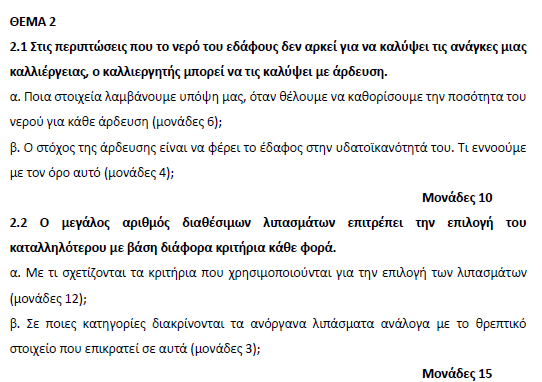 ΘΕΜΑ 2
2.1 Στις περιπτώσεις που το νερό του εδάφους δεν αρκεί για να καλύψει τις ανάγκες μιας
καλλιέργειας, ο καλλιεργητής μπορεί να τις καλύψει με άρδευση.
α. Ποια στοιχεία λαμβάνουμε υπόψη μας, όταν θέλουμε να καθορίσουμε την ποσότητα του
νερού για κάθε άρδευση (μονάδες 6);
β. Ο στόχος της άρδευσης είναι να φέρει το έδαφος στην υδατοϊκανότητά του. Τι εννοούμε
με τον όρο αυτό (μονάδες 4);
Μονάδες 10
2.2 Ο μεγάλος αριθμός διαθέσιμων λιπασμάτων επιτρέπει την επιλογή του
καταλληλότερου με βάση διάφορα κριτήρια κάθε φορά.
α. Με τι σχετίζονται τα κριτήρια που χρησιμοποιούνται για την επιλογή των λιπασμάτων
(μονάδες 12);
β. Σε ποιες κατηγορίες διακρίνονται τα ανόργανα λιπάσματα ανάλογα με το θρεπτικό
στοιχείο που επικρατεί σε αυτά (μονάδες 3);
Μονάδες 15